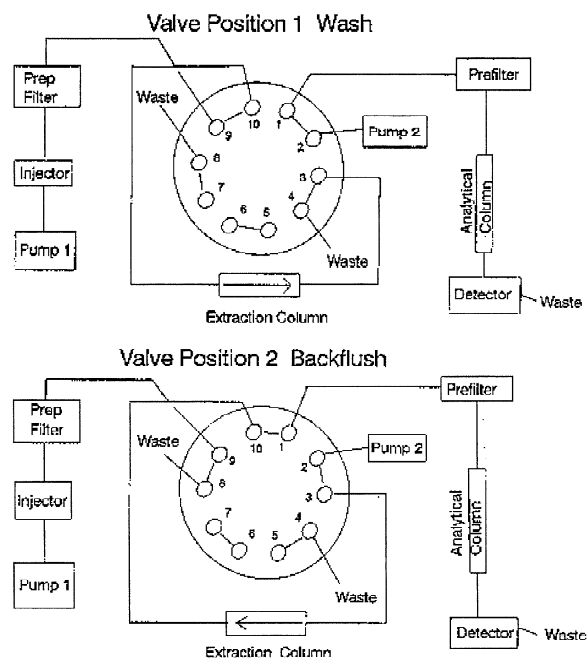 Valve Position 1 Wash
Prep
Filter
Waste
Prefilter
10
1
9
2
Pump 2
8
3
Injector
7
4
6
5
Analytical
Column
Pump 1
Waste
Detector
Waste
Extraction Column
Valve Position 2 Backflush
Prep
Filter
Prefilter
Waste
10
1
9
2
Pump 2
8
3
Injector
7
4
6
5
Analytical
Column
Pump 1
Waste
Detector
Waste
Extraction Column